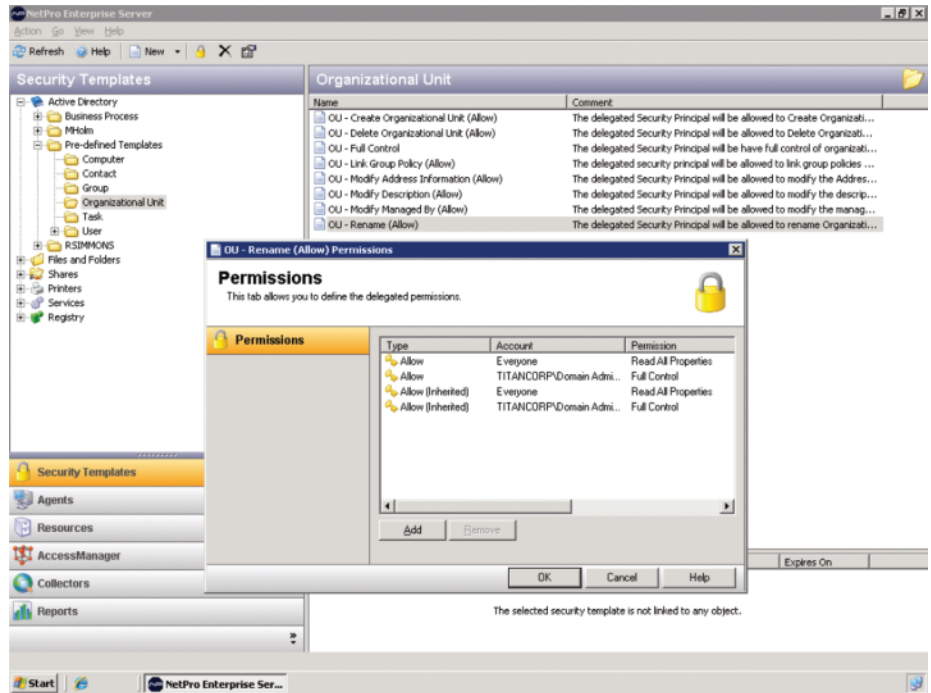 NetPro Enterprise Server
Action Go View Help
Refresh Help New
Security Templates
Organizational Unit
Active Directory
Business Process
MHolm
Pre-defined Templates
Computer
Contact
Group
Organizational Unit
Task
User
RSIMMONS
Files and Folders
Shares
Printers
Services
Registry
Name Comment
OU - Create Organizational Unit (Allow) The delegated Security Principal will be allowed to Create Organizati...
OU - Delete Organizational Unit (Allow) The delegated Security Principal will be allowed to Delete Organizati...
OU - Full Control The delegated Security Principal will be have full control of organizati...
OU - Link Group Policy (Allow) The delegated security principal will be allowed to link group policies ...
OU - Modify Address Information (Allow) The delegated Security Principal will be allowed to modify the Addres...
OU - Modify Description (Allow) The delegated Security Principal will be allowed to modify the descrip...
OU - Modify Managed By (Allow) The delegated Security Principal will be allowed to modify the manag...
OU - Rename (Allow) The delegated Security Principal will be allowed to rename Organizati...
OU - Rename (Allow) Permissions
Permissions
This tab allows you to define the delegated permissions.
Permissions
Type Account Permission
Allow Everyone Read All Properties
Allow TITANCORP\Domain Admi... Full Control
Allow (Inherited) Everyone Read All Properties
Allow (Inherited) TITANCORP\Domain Admi... Full Control
Add Remove
OK Cancel Help
Security Templates
Agents
Resources
AccessManager
Collectors
Reports
Expires On
The selected security template is not linked to any object.
Start
NetPro Enterprise Ser...